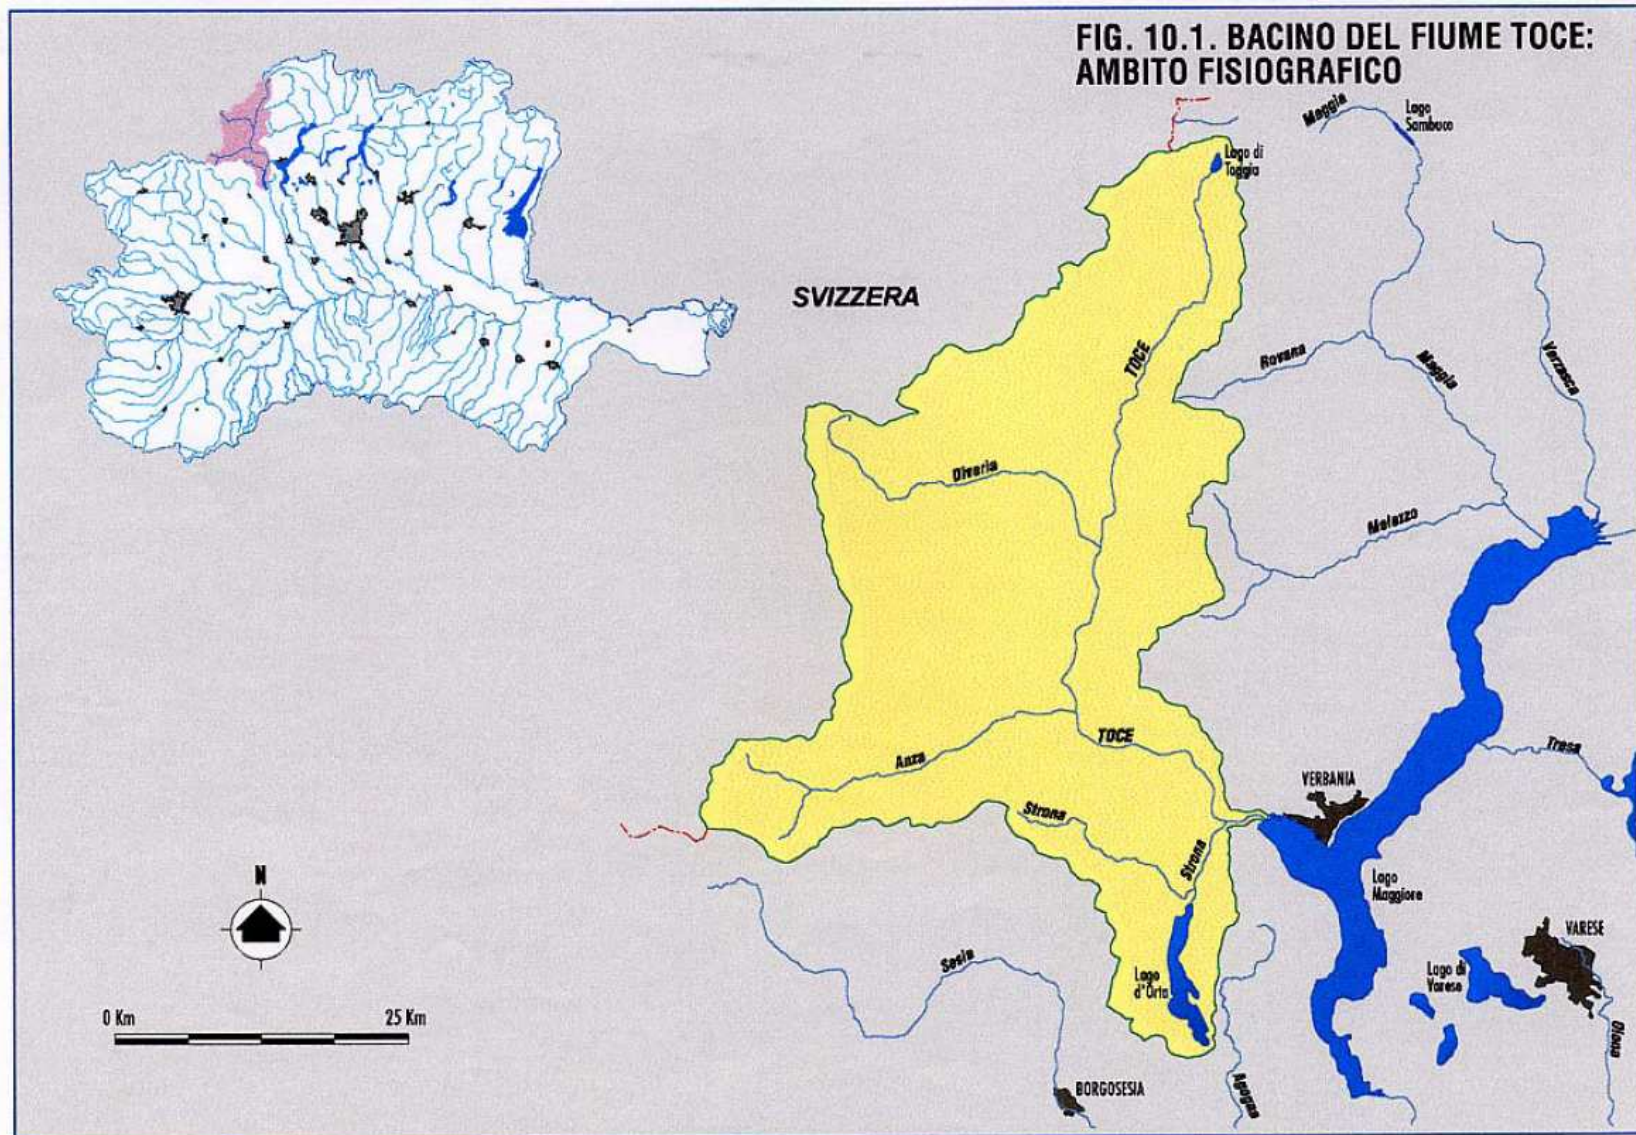 FIG. 10.1. BACINO DEL FIUME TOCE:
AMBITO FISIOGRAFICO
Maggia
Lago
Sambuco
Lago di
Toggia
SVIZZERA
TOCE
Rovana
Maggia
Verzasca
Diveria
Melezzo
TOCE
Anza
Tresa
VERBANIA
Strona
Strona
Lago
Maggiore
N
VARESE
Sesia
Lago
d'Orta
Lago di
Varese
0 Km
25 Km
Olona
BORGOSESIA
Agogna